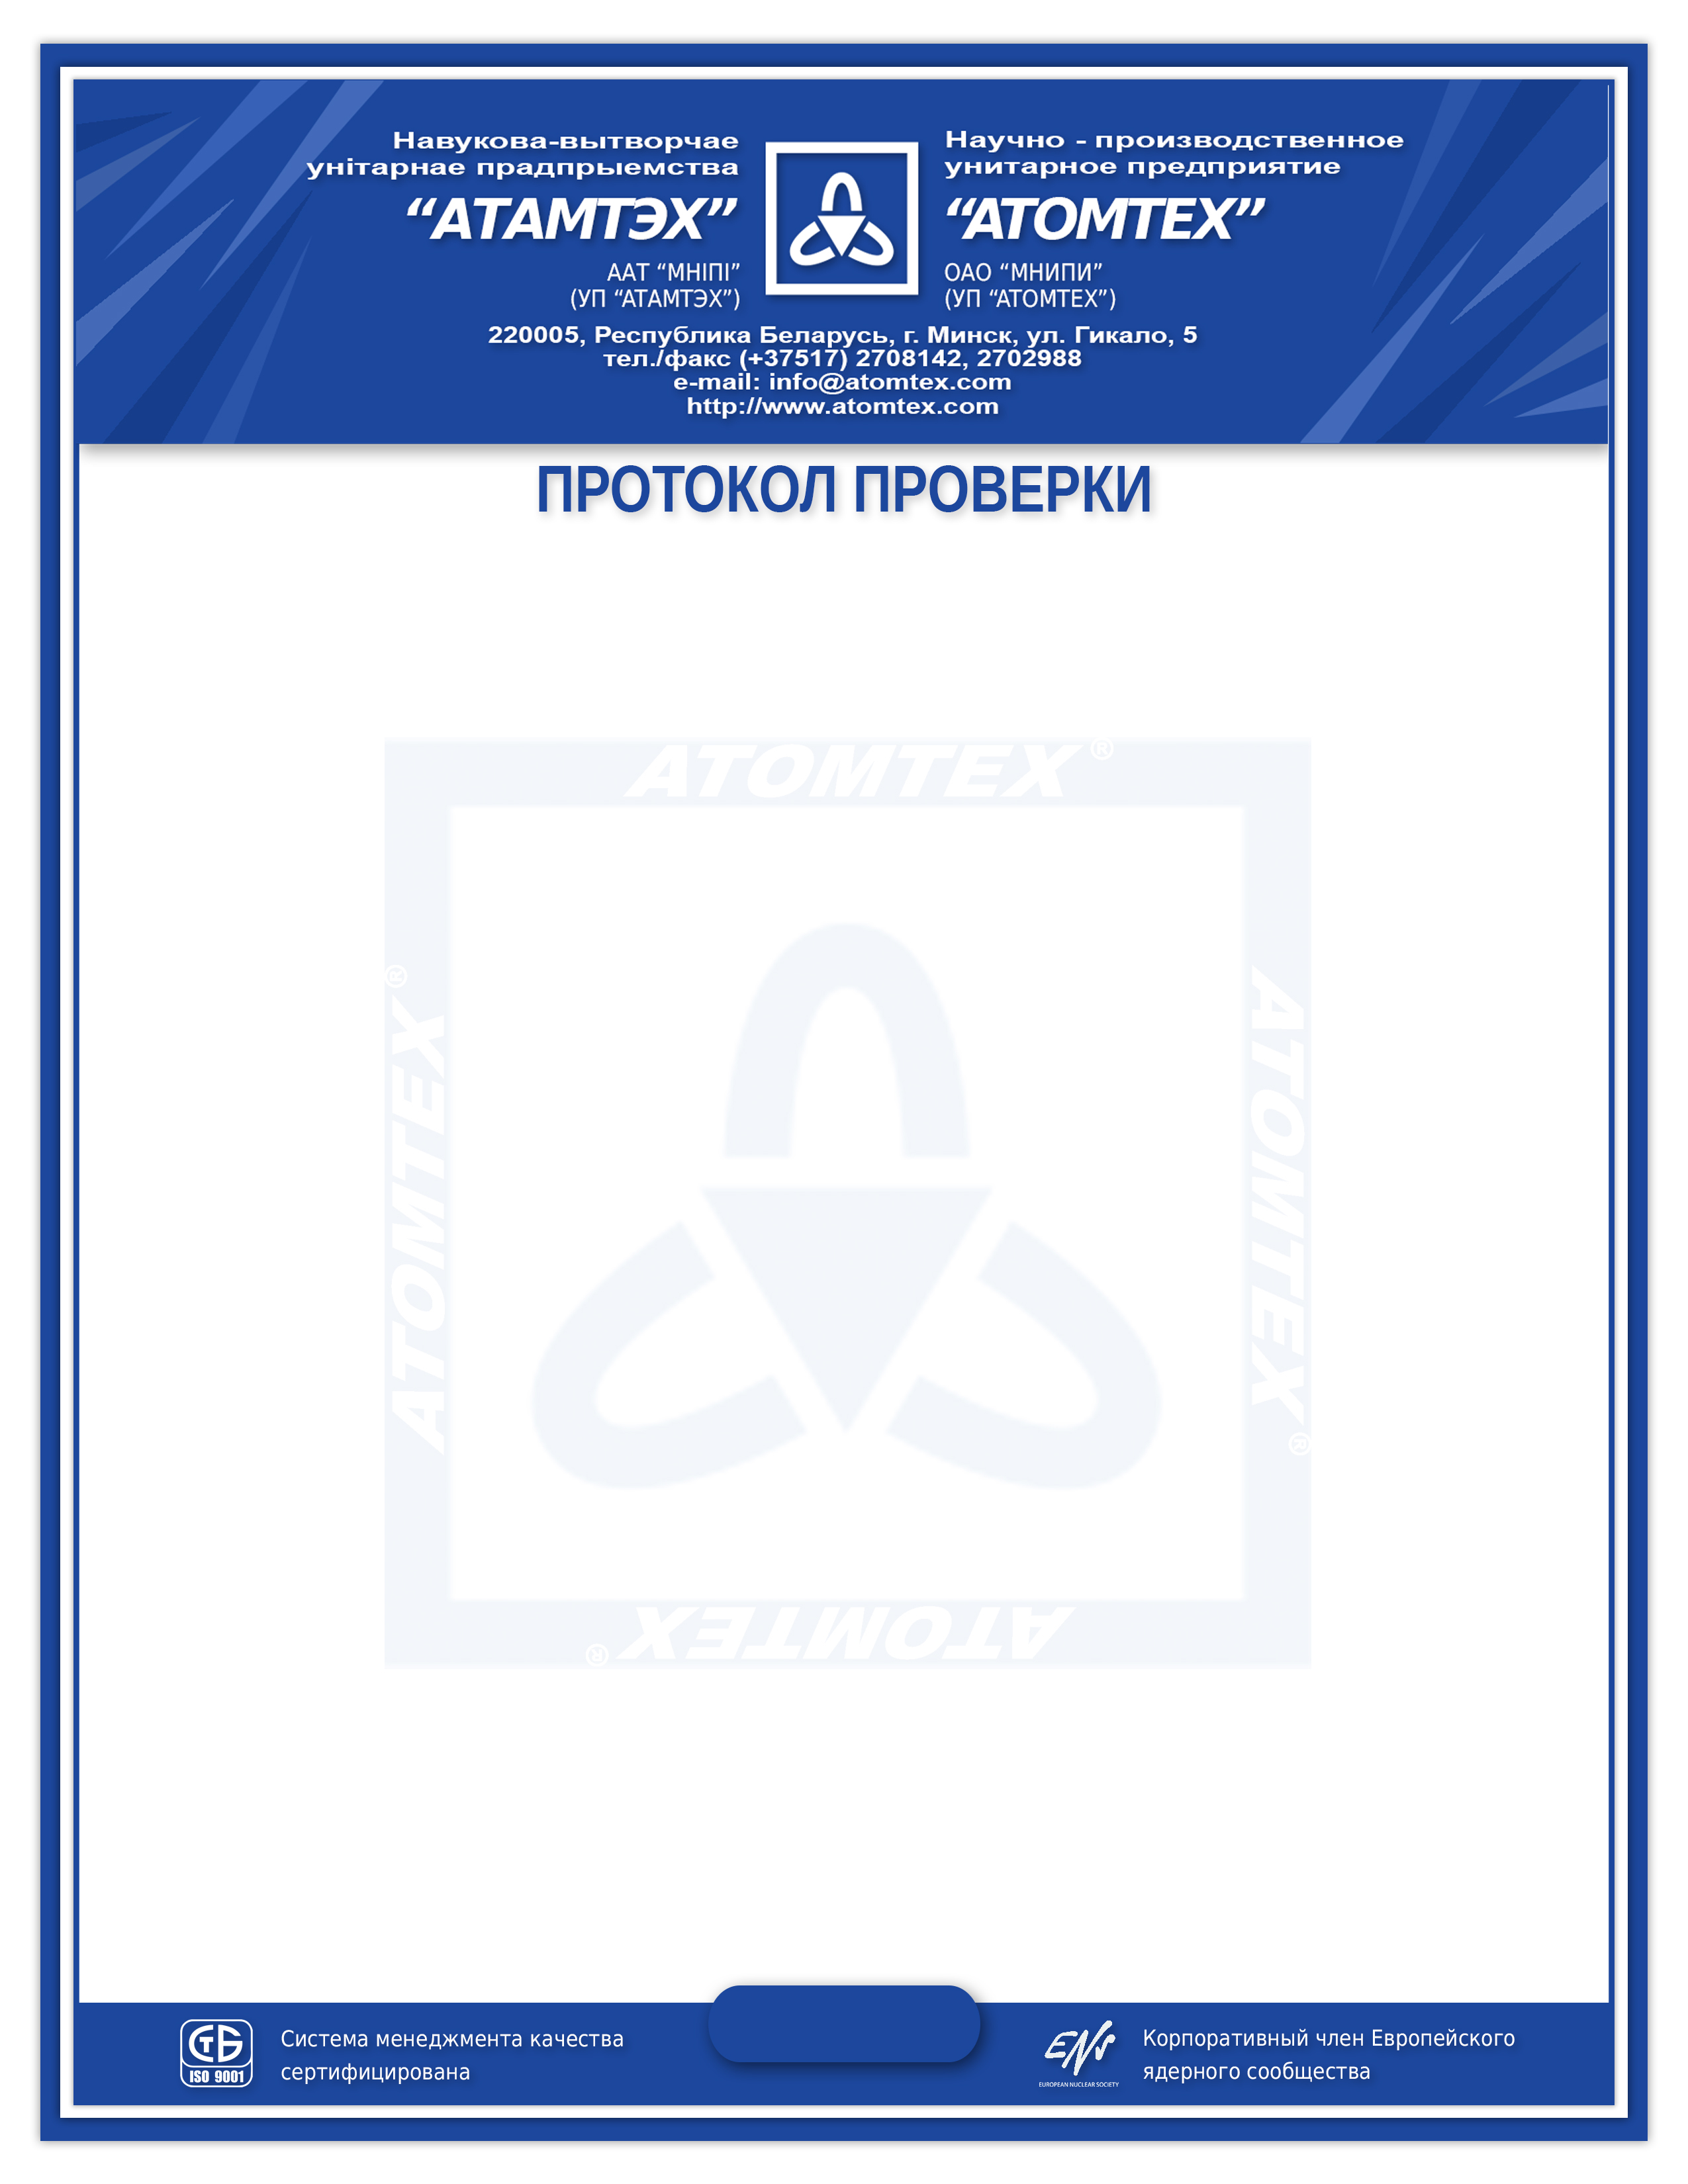 Навукова-вытворчае
унітарнае прадпрыемства
“АТАМТЭХ”
ААТ “МНІПІ”
(УП “АТАМТЭХ”)
Научно - производственное
унитарное предприятие
“АТОМТЕХ”
ОАО “МНИПИ”
(УП “АТОМТЕХ”)
220005, Республика Беларусь, г. Минск, ул. Гикало, 5
тел./факс (+37517) 2708142, 2702988
e-mail: info@atomtex.com
http://www.atomtex.com
ПРОТОКОЛ ПРОВЕРКИ
ATOMTEX ®
ATOMTEX ®
ATOMTEX ®
ATOMTEX ®
СТБ
ISO 9001
Система менеджмента качества
сертифицирована
ENS
EUROPEAN NUCLEAR SOCIETY
Корпоративный член Европейского
ядерного сообщества